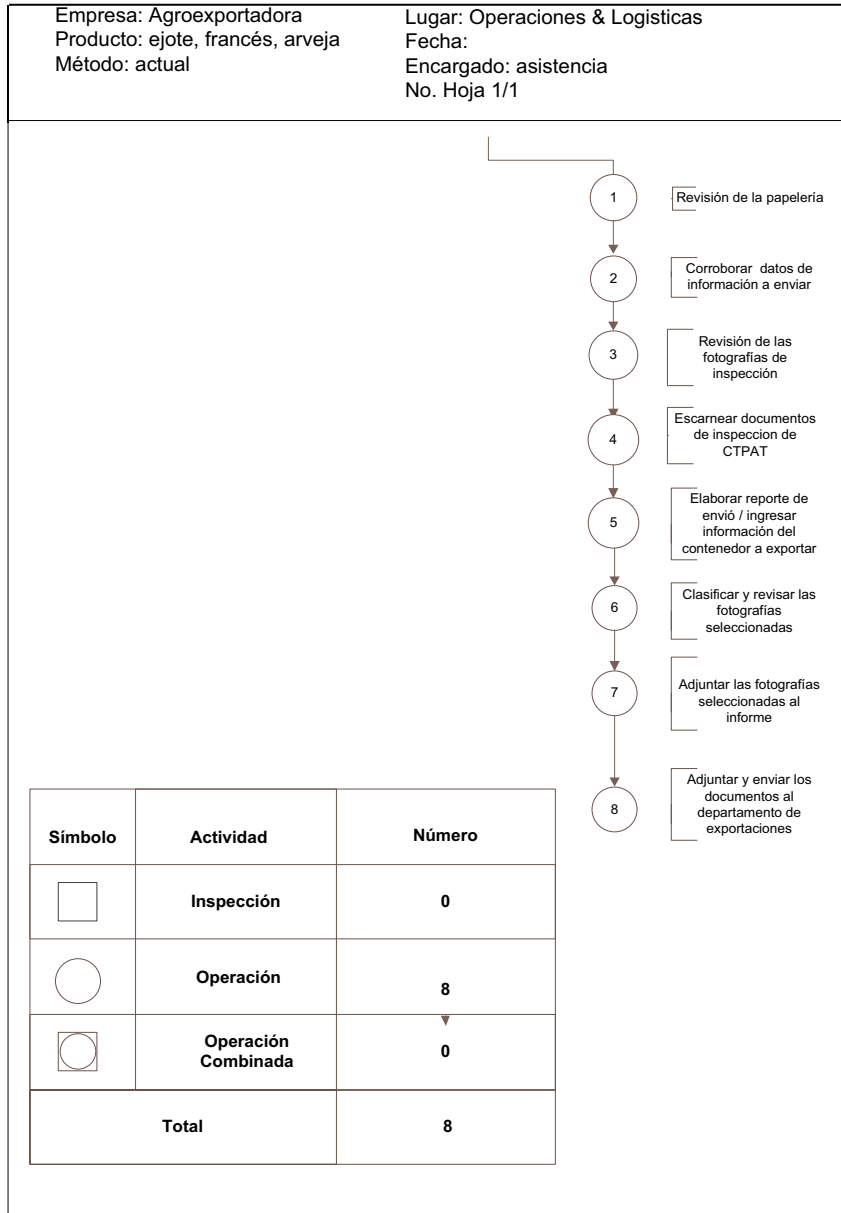 Empresa: Agroexportadora
Producto: ejote, francés, arveja
Método: actual
Lugar: Operaciones & Logisticas
Fecha:
Encargado: asistencia
No. Hoja 1/1
1
Revisión de la papelería
2
Corroborar datos de
información a enviar
3
Revisión de las
fotografías de
inspección
4
Escarnear documentos
de inspeccion de
CTPAT
5
Elaborar reporte de
envió / ingresar
información del
contenedor a exportar
6
Clasificar y revisar las
fotografías
seleccionadas
7
Adjuntar las fotografías
seleccionadas al
informe
8
Adjuntar y enviar los
documentos al
departamento de
exportaciones
Símbolo Actividad Número
Inspección 0
Operación 8
Operación
Combinada 0
Total 8